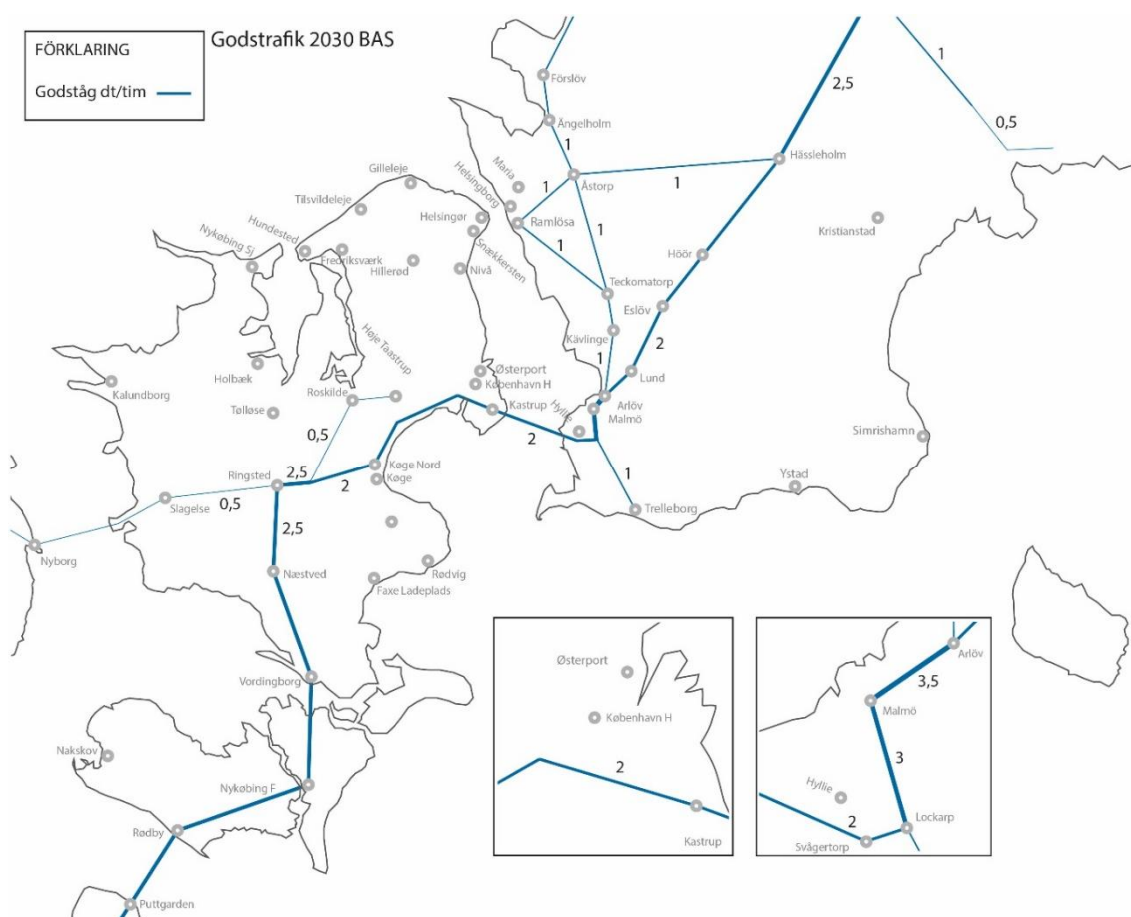 Godstrafik 2030 BAS
FÖRKLARING
Godståg dt/tim
Förslöv
Ängelholm
1
Åstorp
1
1
1
Maria
Helsingborg
Ramlösa
1
Teckomatorp
Kävlinge
1
2,5
Hässleholm
Höör
Eslöv
2
Lund
Arlöv
Malmö
Hyllie
1
0,5
Kristianstad
Simrishamn
Ystad
1
Trelleborg
2
Gilleleje
Tilsvildeleje
Hundested
Nykøbing Sj
Fredriksværk
Hillerød
Helsingør
Snækkersten
Nivå
Høje Taastrup
Holbæk
Kalundborg
Tølløse
Roskilde
0,5
Østerport
København H
Kastrup
Køge Nord
Køge
2
Ringsted
2,5
0,5
Slagelse
Nyborg
2,5
Næstved
Rødvig
Faxe Ladeplads
Vordingborg
Nakskov
Nykøbing F
Rødby
Puttgarden
Østerport
København H
2
Kastrup
Arlöv
3,5
Malmö
3
Hyllie
2
Lockarp
Svågertorp